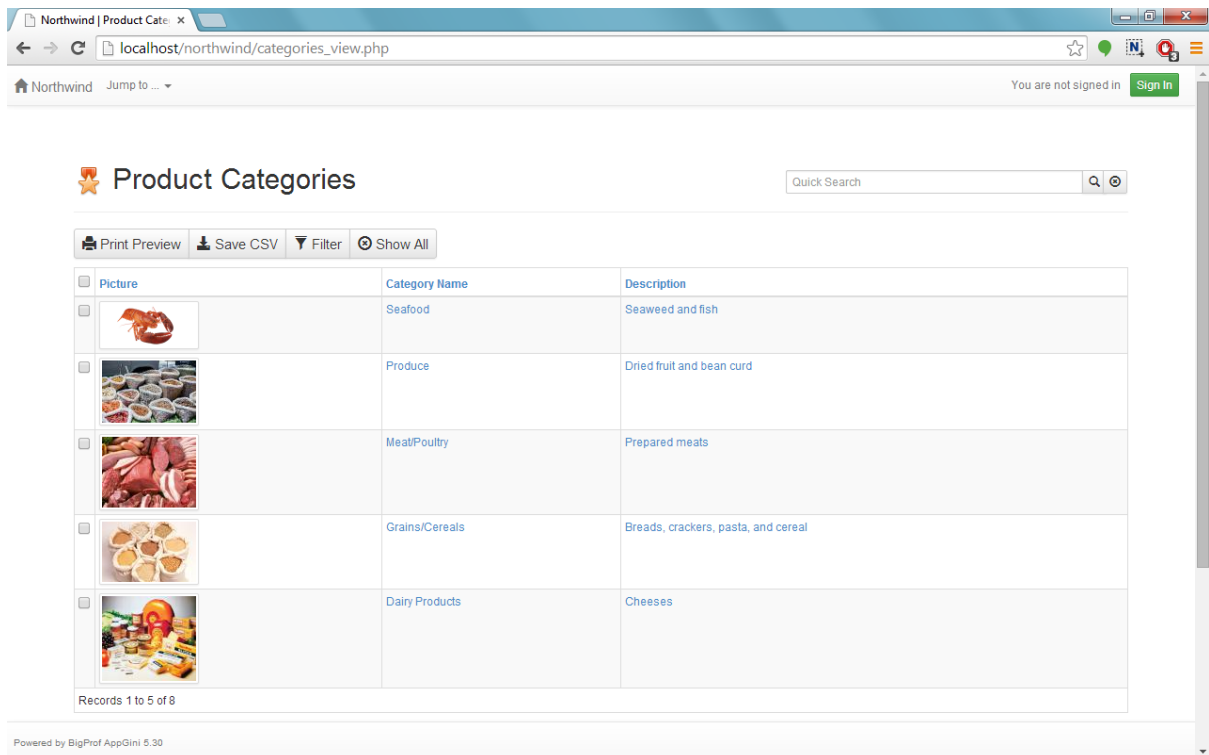 Northwind | Product Cate
localhost/northwind/categories_view.php
N
3
Northwind Jump to ... You are not signed in Sign In
Product Categories
Quick Search
Print Preview Save CSV Filter Show All
Picture Category Name Description
Seafood Seaweed and fish
Produce Dried fruit and bean curd
Meat/Poultry Prepared meats
Grains/Cereals Breads, crackers, pasta, and cereal
Dairy Products Cheeses
Records 1 to 5 of 8
Powered by BigProf AppGini 5.30